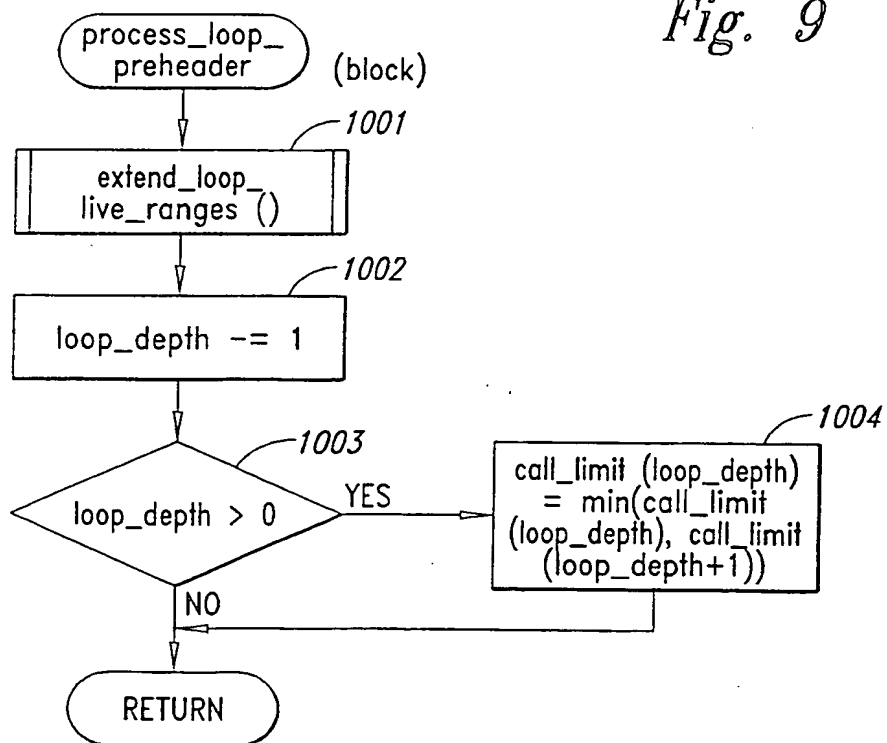 Fig. 9
process_loop_
preheader
(block)
1001
extend_loop_
live_ranges ()
1002
loop_depth -= 1
1003
loop_depth > 0
YES
1004
call_limit (loop_depth)
= min(call_limit
(loop_depth), call_limit
(loop_depth+1))
NO
RETURN